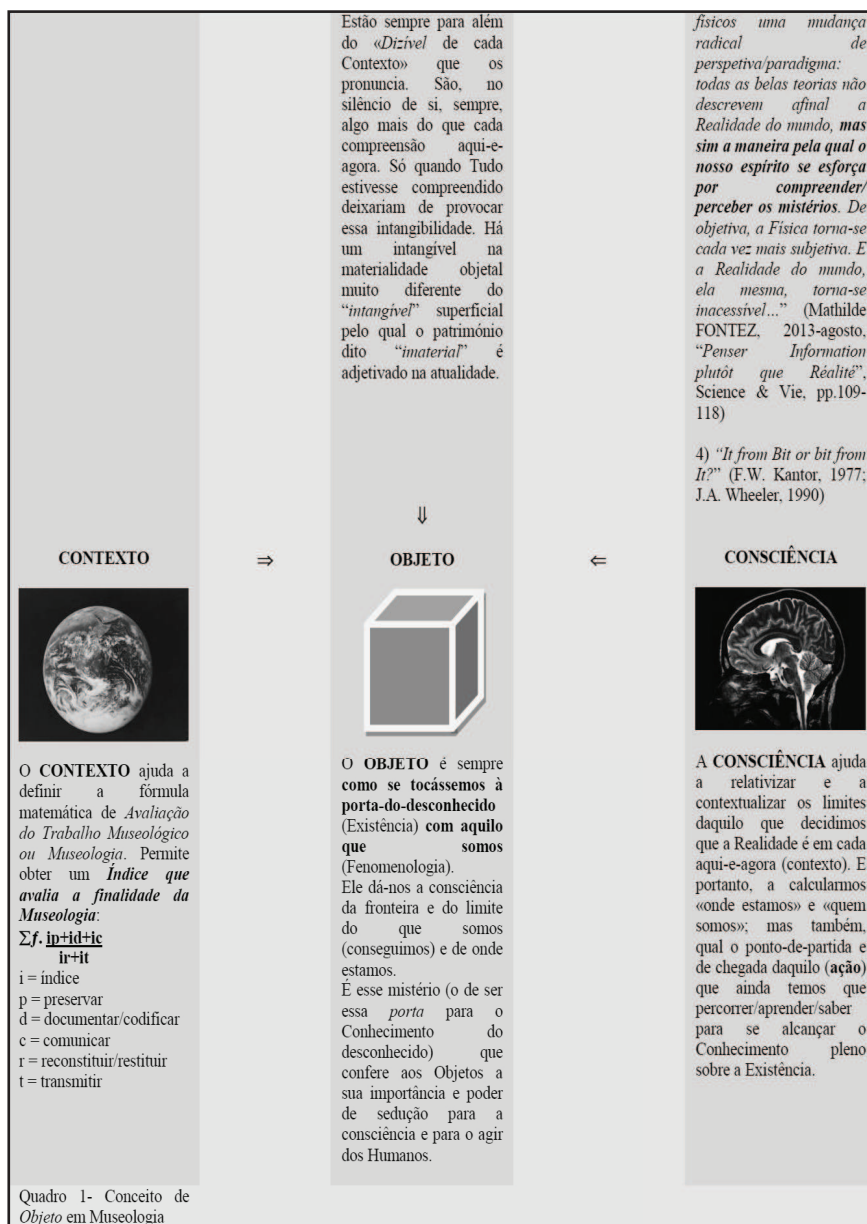 Estão sempre para além
do «Dizível de cada
Contexto» que os
pronuncia. São, no
silêncio de si, sempre,
algo mais do que cada
compreensão aqui-e-
agora. Só quando Tudo
estivesse compreendido
deixariam de provocar
essa intangibilidade. Há
um intangível na
materialidade objetal
muito diferente do
“intangível” superficial
pelo qual o património
dito “imaterial” é
adjetivado na atualidade.
físicos uma mudança
radical de
perspetiva/paradigma:
todas as belas teorias não
descrevem afinal a
Realidade do mundo, mas
sim a maneira pela qual o
nosso espírito se esforça
por compreender/
perceber os mistérios. De
objetiva, a Física torna-se
cada vez mais subjetiva. E
a Realidade do mundo,
ela mesma, torna-se
inacessível...” (Mathilde
FONTEZ, 2013-agosto,
“Penser Information
plutôt que Réalité”,
Science & Vie, pp.109-
118)
4) “It from Bit or bit from
It?” (F.W. Kantor, 1977;
J.A. Wheeler, 1990)
⇓
CONTEXTO ⇒ OBJETO ⇐ CONSCIÊNCIA
O CONTEXTO ajuda a
definir a fórmula
matemática de Avaliação
do Trabalho Museológico
ou Museologia. Permite
obter um Índice que
avalia a finalidade da
Museologia:
∑f. ip+id+ic
ir+it
i = índice
p = preservar
d = documentar/codificar
c = comunicar
r = reconstituir/restituir
t = transmitir
O OBJETO é sempre
como se tocássemos à
porta-do-desconhecido
(Existência) com aquilo
que somos
(Fenomenologia).
Ele dá-nos a consciência
da fronteira e do limite
do que somos
(conseguimos) e de onde
estamos.
É esse mistério (o de ser
essa porta para o
Conhecimento do
desconhecido) que
confere aos Objetos a
sua importância e poder
de sedução para a
consciência e para o agir
dos Humanos.
A CONSCIÊNCIA ajuda
a relativizar e a
contextualizar os limites
daquilo que decidimos
que a Realidade é em cada
aqui-e-agora (contexto). E
portanto, a calcularmos
«onde estamos» e «quem
somos»; mas também,
qual o ponto-de-partida e
de chegada daquilo (ação)
que ainda temos que
percorrer/aprender/saber
para se alcançar o
Conhecimento pleno
sobre a Existência.
Quadro 1- Conceito de
Objeto em Museologia